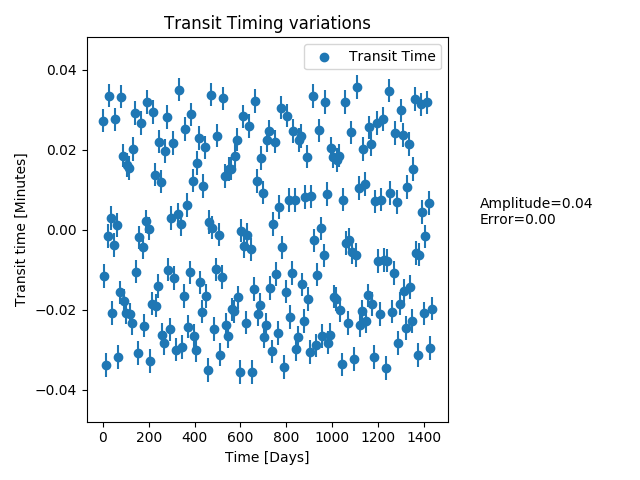 Transit Timing variations
Transit Time
0.04
0.02
0.00
−0.02
−0.04
Transit time [Minutes]
0 200 400 600 800 1000 1200 1400
Time [Days]
Amplitude=0.04
Error=0.00